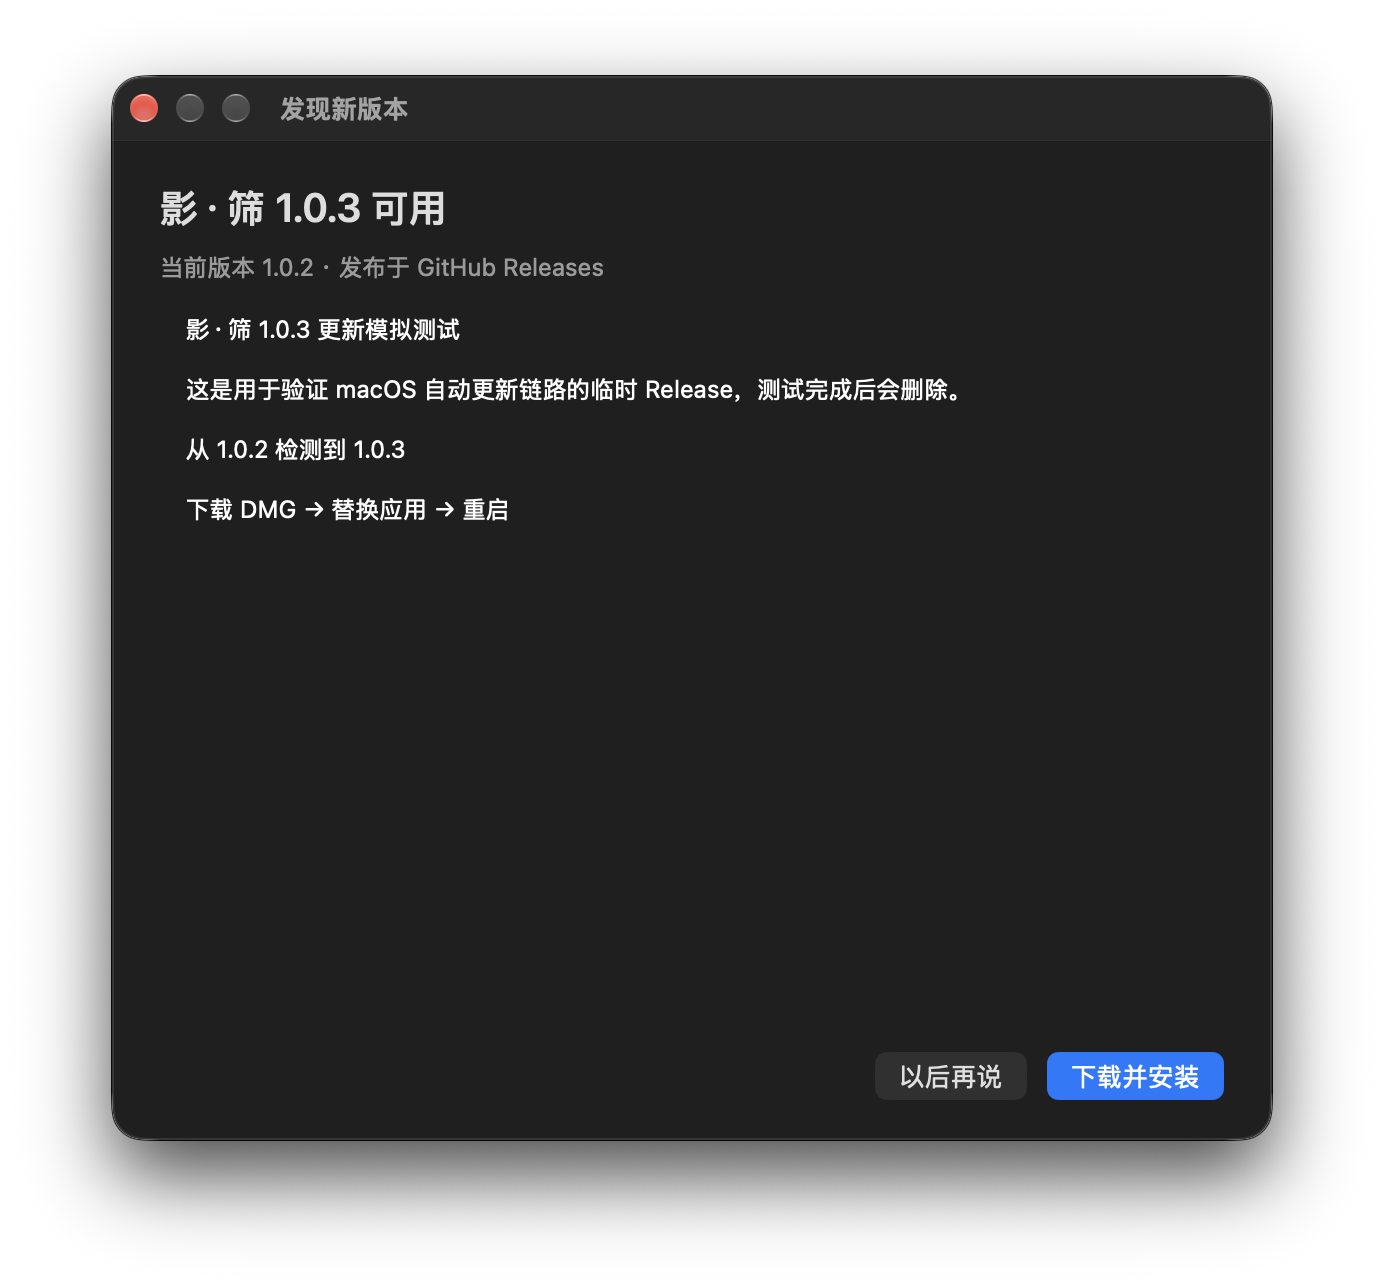 发现新版本
影 · 筛 1.0.3 可用
当前版本 1.0.2 · 发布于 GitHub Releases
影 · 筛 1.0.3 更新模拟测试
这是用于验证 macOS 自动更新链路的临时 Release，测试完成后会删除。
从 1.0.2 检测到 1.0.3
下载 DMG → 替换应用 → 重启
以后再说
下载并安装